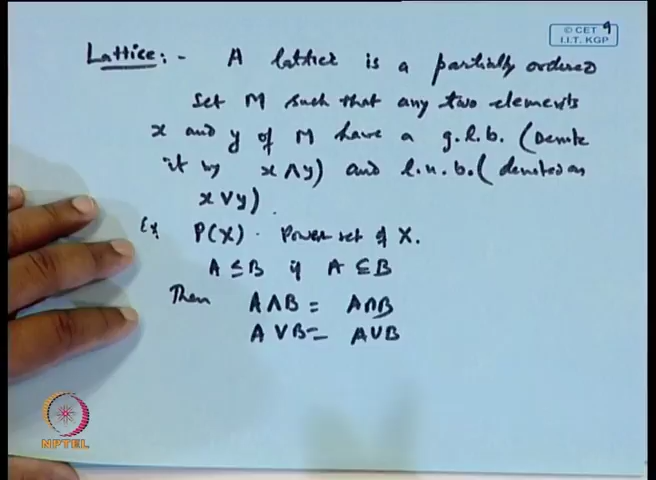 © CET 9
I.I.T. KGP
Lattice :- A lattice is a partially ordered
set M such that any two elements
x and y of M have a g.l.b. (Denote
it by x ∧ y) and l.u.b. (denoted as
x ∨ y).
Ex. P(X) . Power set of X.
A ≤ B if A ⊆ B
Then A ∧ B = A ∩ B
A ∨ B = A ∪ B
NPTEL